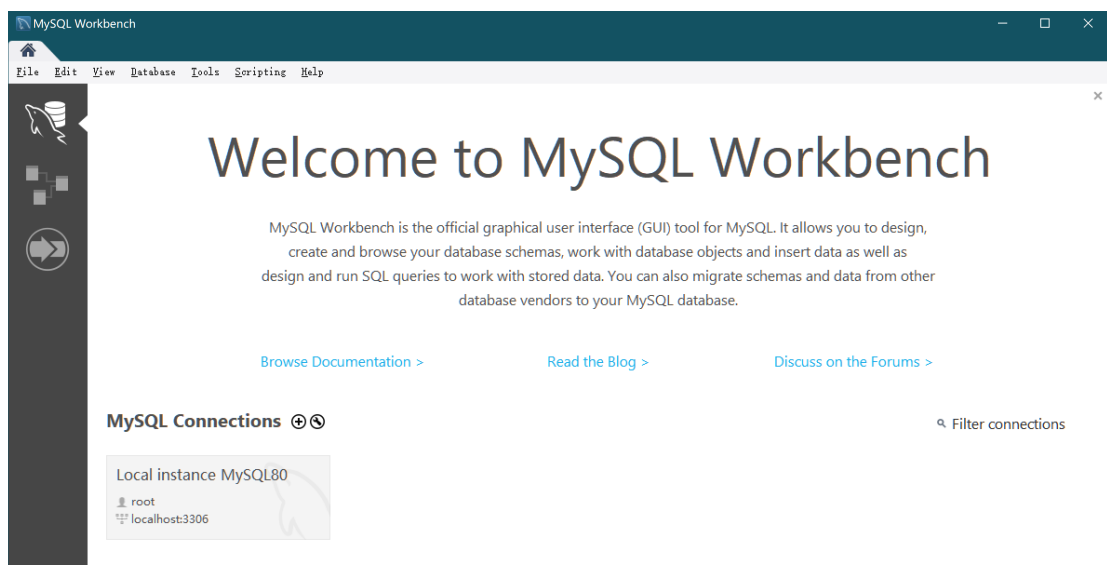 MySQL Workbench
File Edit View Database Tools Scripting Help
Welcome to MySQL Workbench
MySQL Workbench is the official graphical user interface (GUI) tool for MySQL. It allows you to design,
create and browse your database schemas, work with database objects and insert data as well as
design and run SQL queries to work with stored data. You can also migrate schemas and data from other
database vendors to your MySQL database.
Browse Documentation > Read the Blog > Discuss on the Forums >
MySQL Connections
Filter connections
Local instance MySQL80
root
localhost:3306